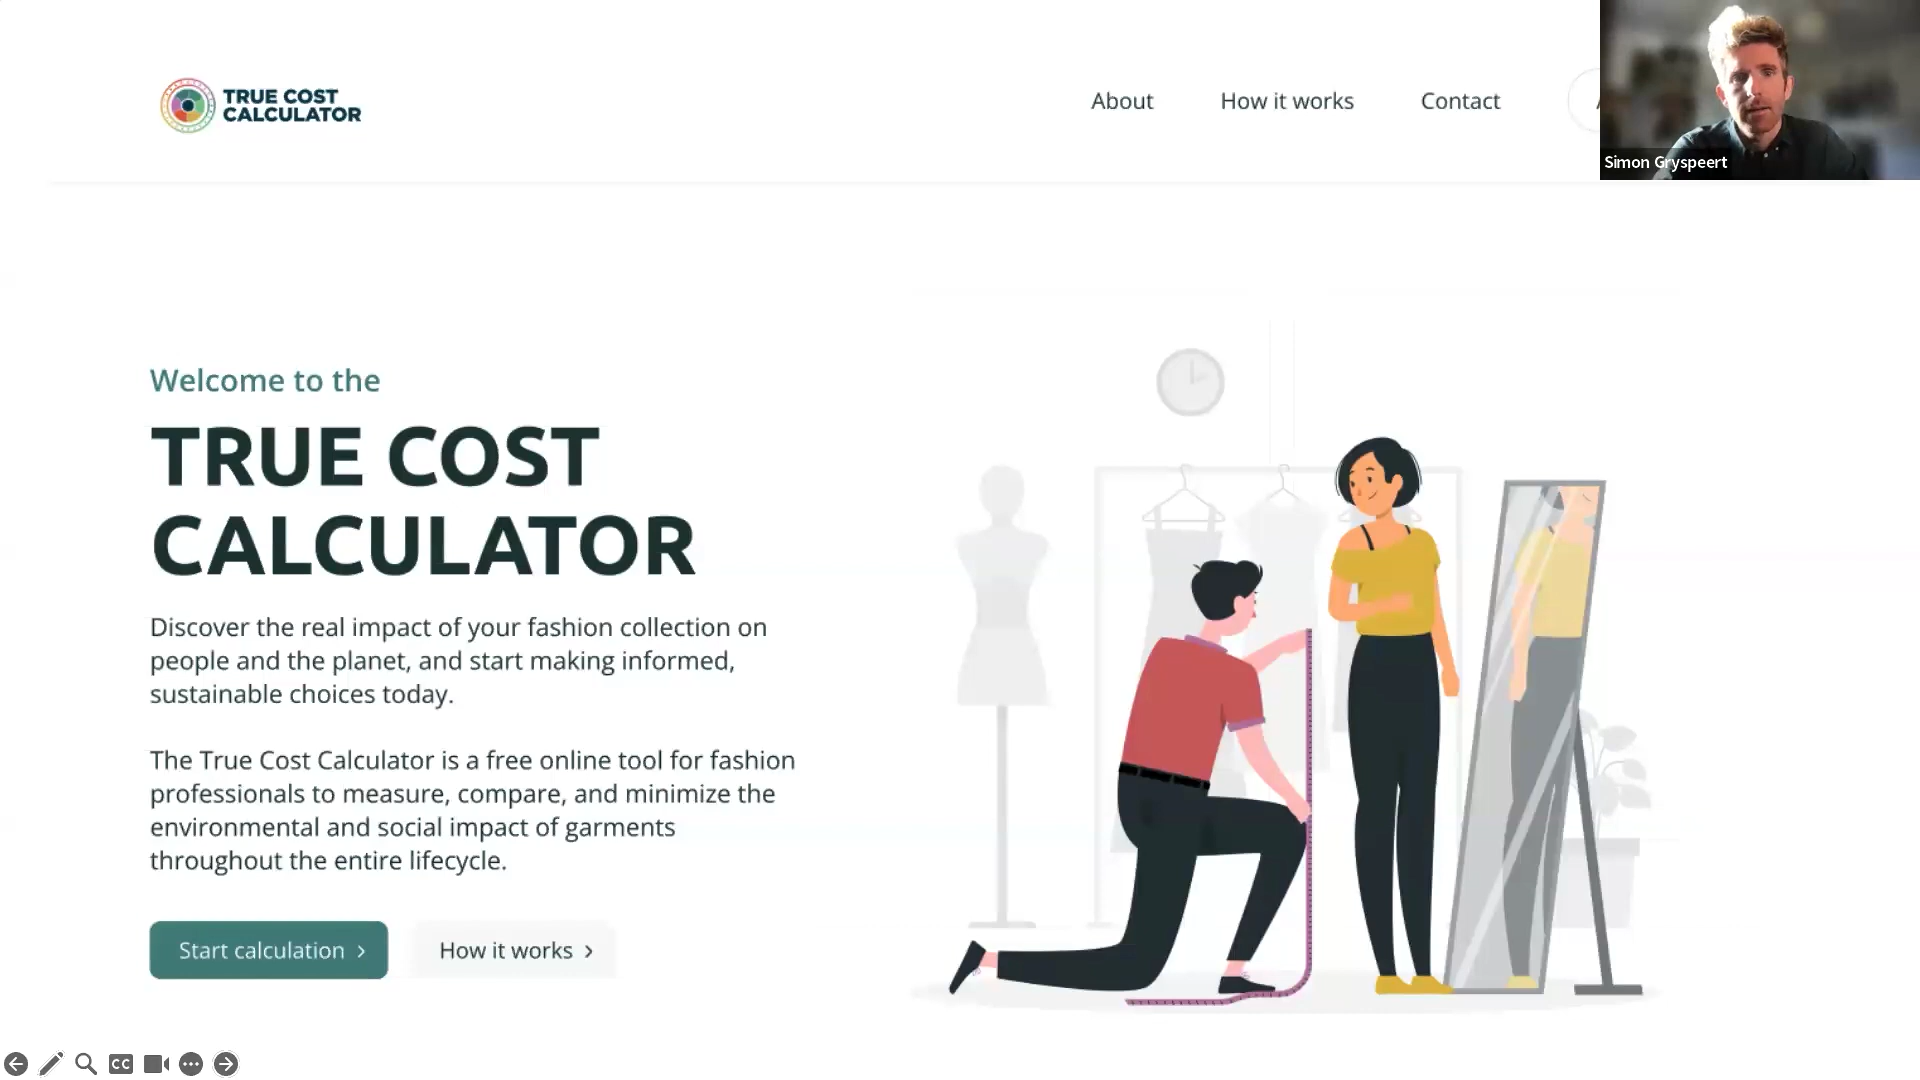 TRUE COST
CALCULATOR
About
How it works
Contact
Simon Gryspeert
Welcome to the
TRUE COST
CALCULATOR
Discover the real impact of your fashion collection on
people and the planet, and start making informed,
sustainable choices today.
The True Cost Calculator is a free online tool for fashion
professionals to measure, compare, and minimize the
environmental and social impact of garments
throughout the entire lifecycle.
Start calculation
How it works
CC